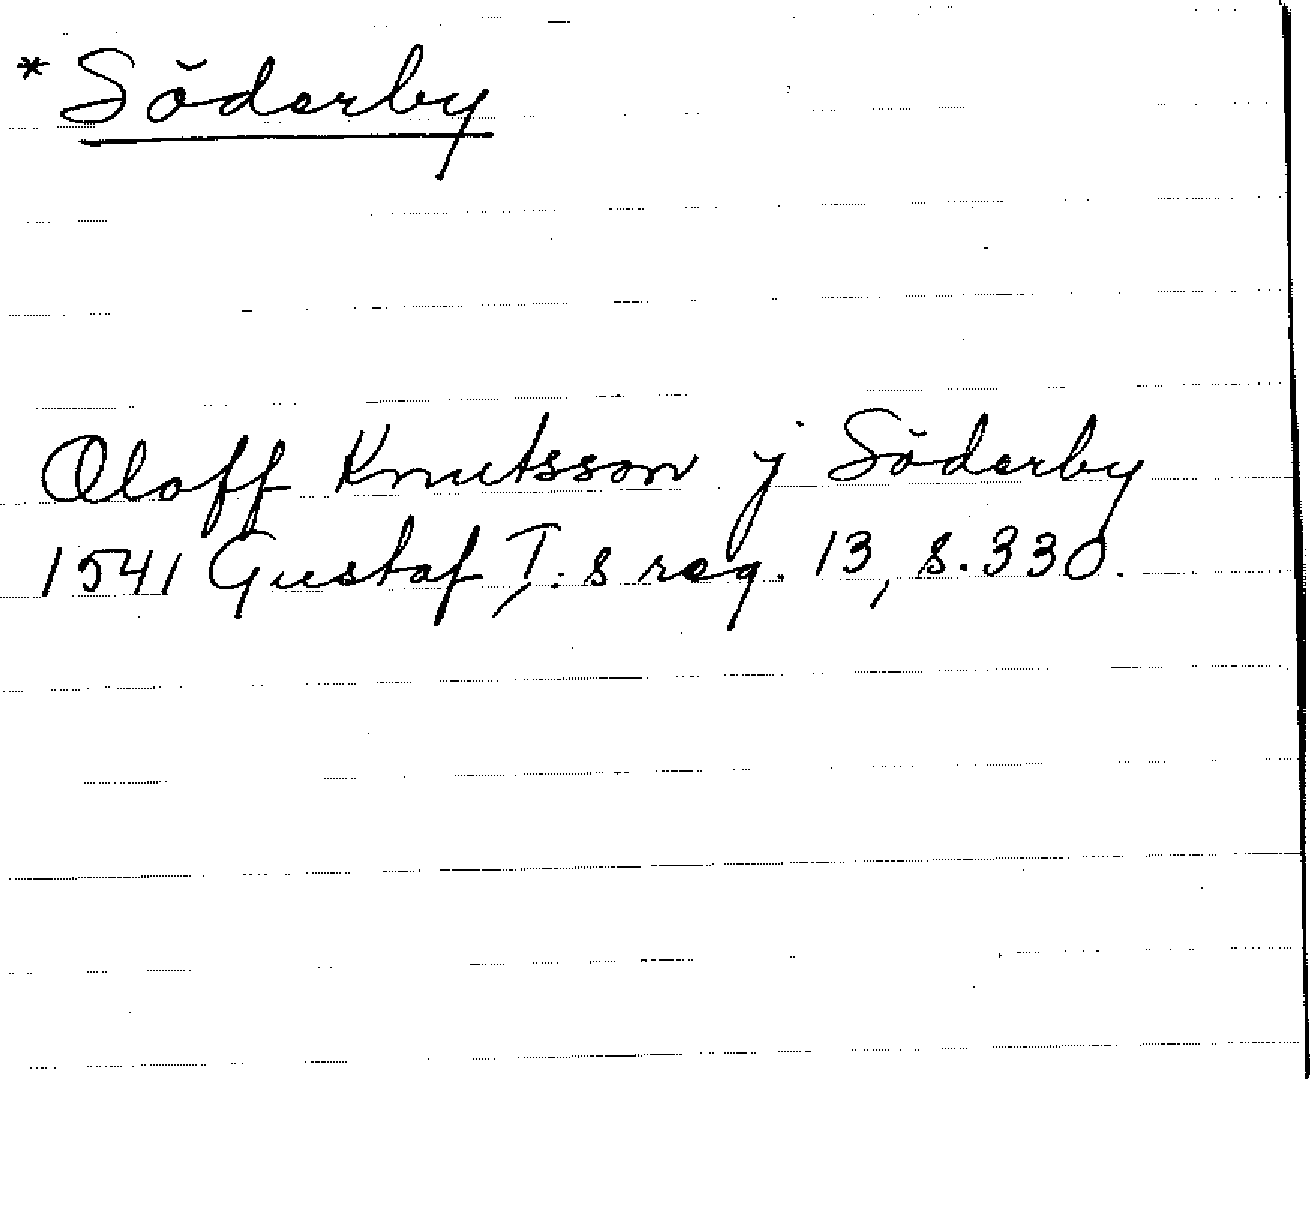 * Söderby
Oloff Knutsson j Söderby
1541 Gustaf I:s reg. 13, s. 330.